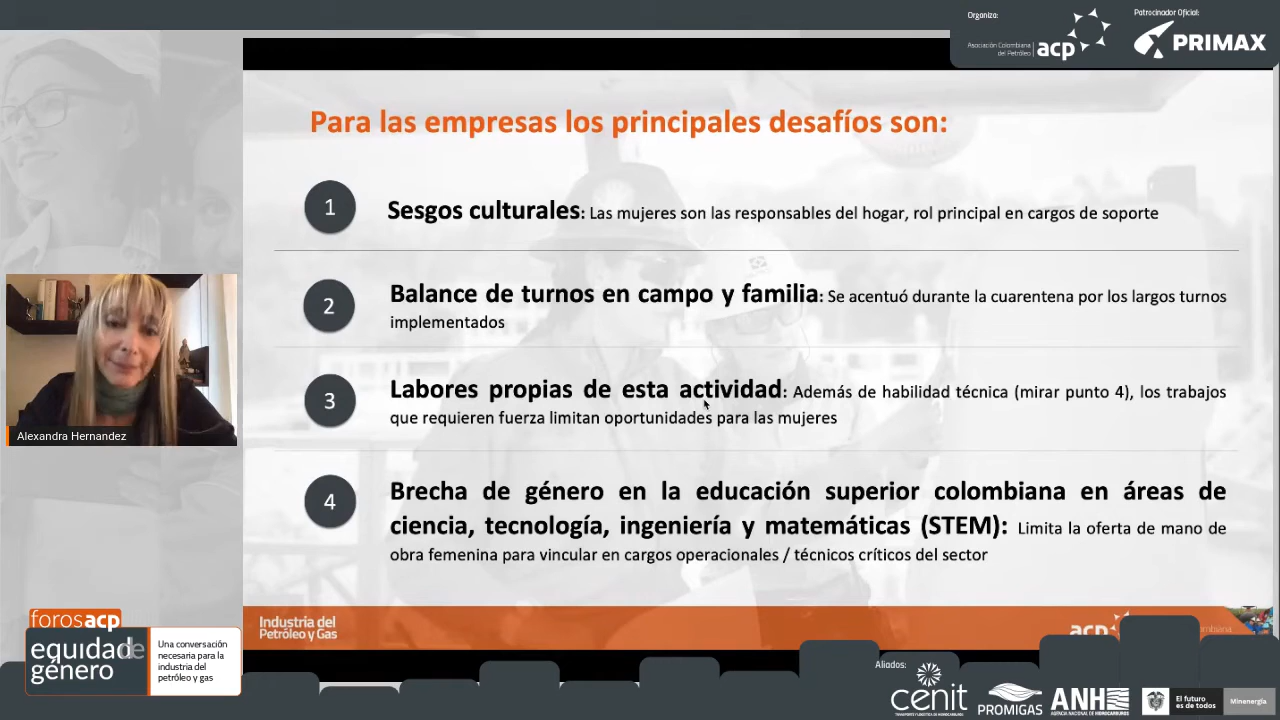 Organiza:
Asociación Colombiana
del Petróleo
acp
Patrocinador Oficial:
PRIMAX
Para las empresas los principales desafíos son:
1
Sesgos culturales: Las mujeres son las responsables del hogar, rol principal en cargos de soporte
2
Balance de turnos en campo y familia: Se acentuó durante la cuarentena por los largos turnos
implementados
3
Labores propias de esta actividad: Además de habilidad técnica (mirar punto 4), los trabajos
que requieren fuerza limitan oportunidades para las mujeres
4
Brecha de género en la educación superior colombiana en áreas de
ciencia, tecnología, ingeniería y matemáticas (STEM): Limita la oferta de mano de
obra femenina para vincular en cargos operacionales / técnicos críticos del sector
Alexandra Hernandez
Industria del
Petróleo y Gas
acp
forosacp
equidad de
género
Una conversación
necesaria para la
industria del
petróleo y gas
Aliados:
cenit
PROMIGAS
ANH
AGENCIA NACIONAL DE HIDROCARBUROS
El futuro
es de todos
Minenergía